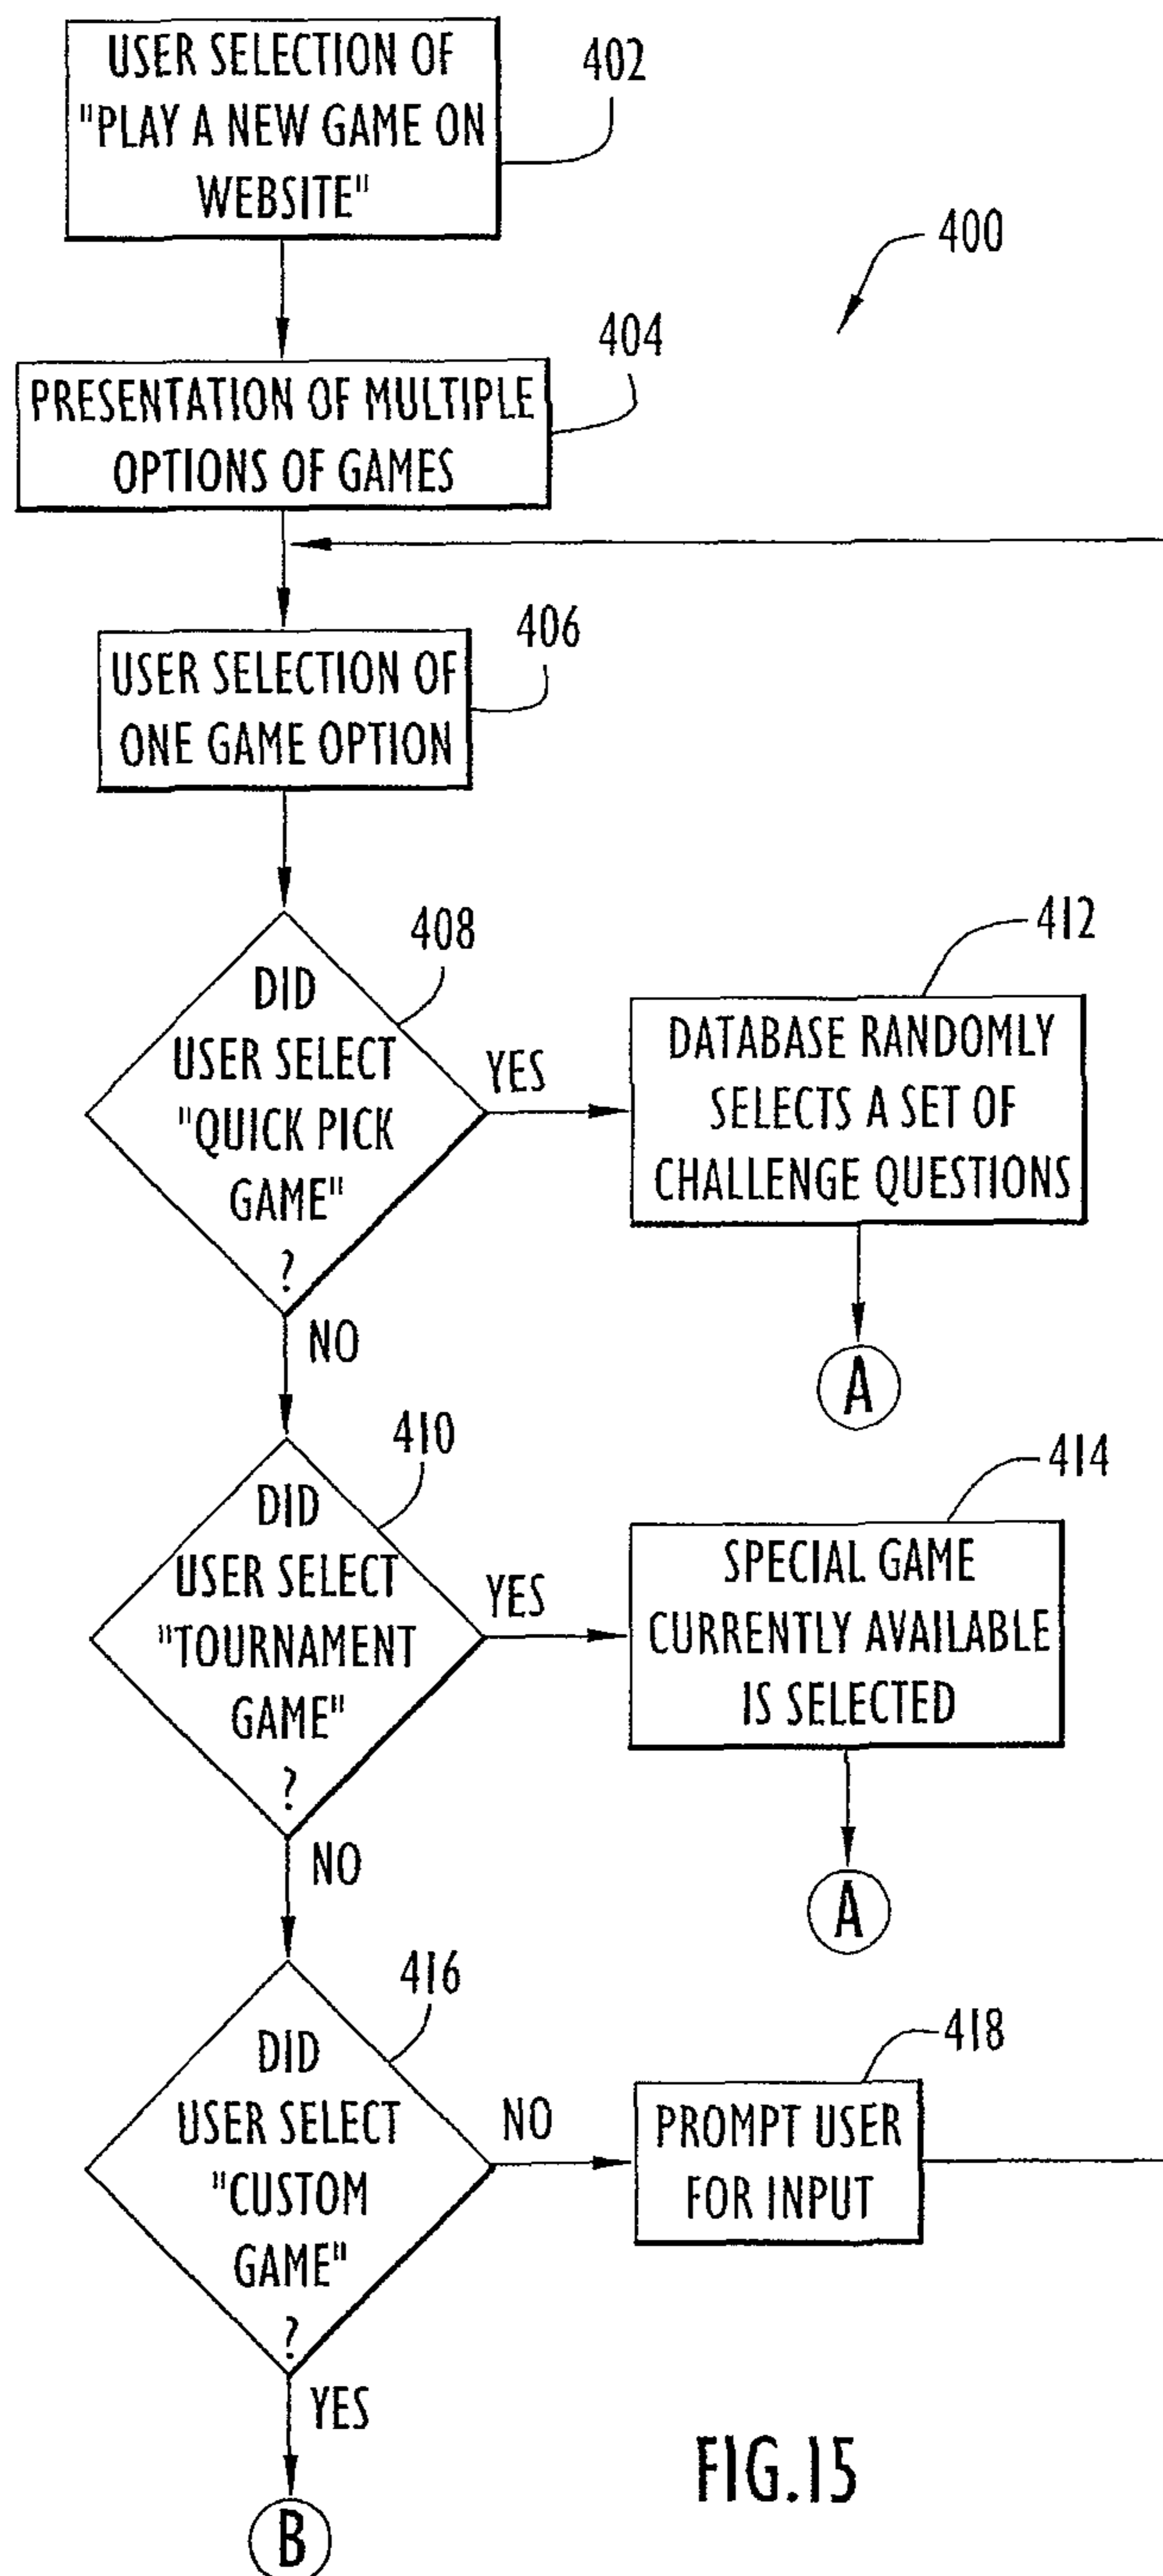 USER SELECTION OF
"PLAY A NEW GAME ON
WEBSITE"
402
400
404
PRESENTATION OF MULTIPLE
OPTIONS OF GAMES
406
USER SELECTION OF
ONE GAME OPTION
408
DID
USER SELECT
"QUICK PICK
GAME"
?
YES
NO
412
DATABASE RANDOMLY
SELECTS A SET OF
CHALLENGE QUESTIONS
A
410
DID
USER SELECT
"TOURNAMENT
GAME"
?
YES
NO
414
SPECIAL GAME
CURRENTLY AVAILABLE
IS SELECTED
A
416
DID
USER SELECT
"CUSTOM
GAME"
?
NO
YES
418
PROMPT USER
FOR INPUT
B
FIG.15